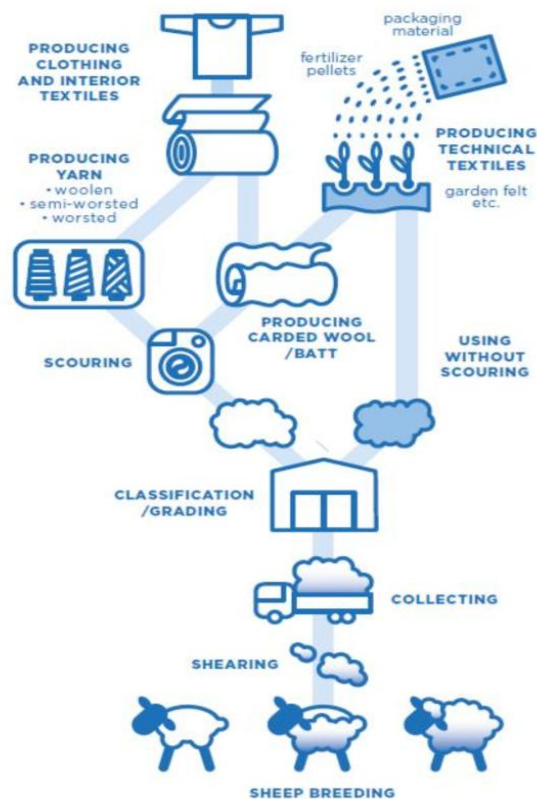 packaging
material
fertilizer
pellets
PRODUCING
CLOTHING
AND INTERIOR
TEXTILES
PRODUCING
TECHNICAL
TEXTILES
garden felt
etc.
PRODUCING
YARN
• woolen
• semi-worsted
• worsted
PRODUCING
CARDED WOOL
/BATT
SCOURING
USING
WITHOUT
SCOURING
CLASSIFICATION
/GRADING
COLLECTING
SHEARING
SHEEP BREEDING